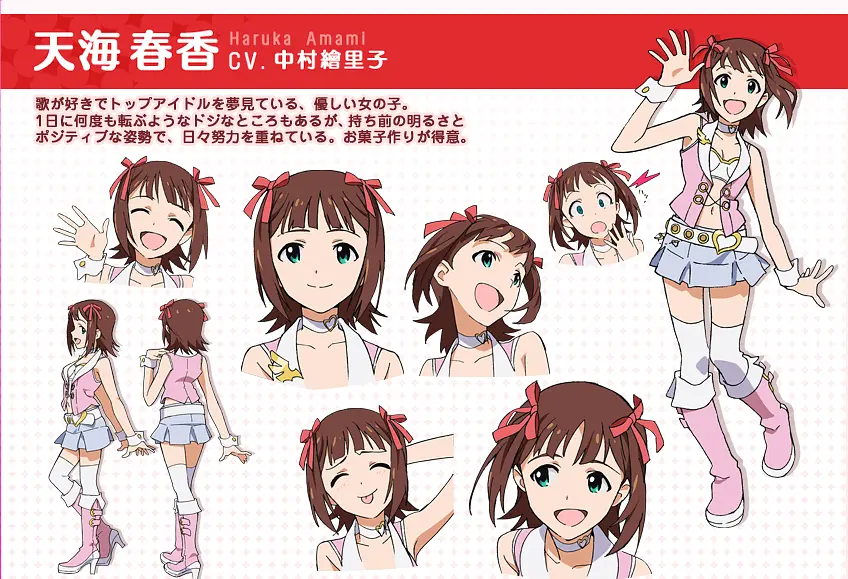 天海 春香
Haruka Amami
CV. 中村繪里子
歌が好きでトップアイドルを夢見ている、優しい女の子。
1日に何度も転ぶようなドジなところもあるが、持ち前の明るさと
ポジティブな姿勢で、日々努力を重ねている。お菓子作りが得意。